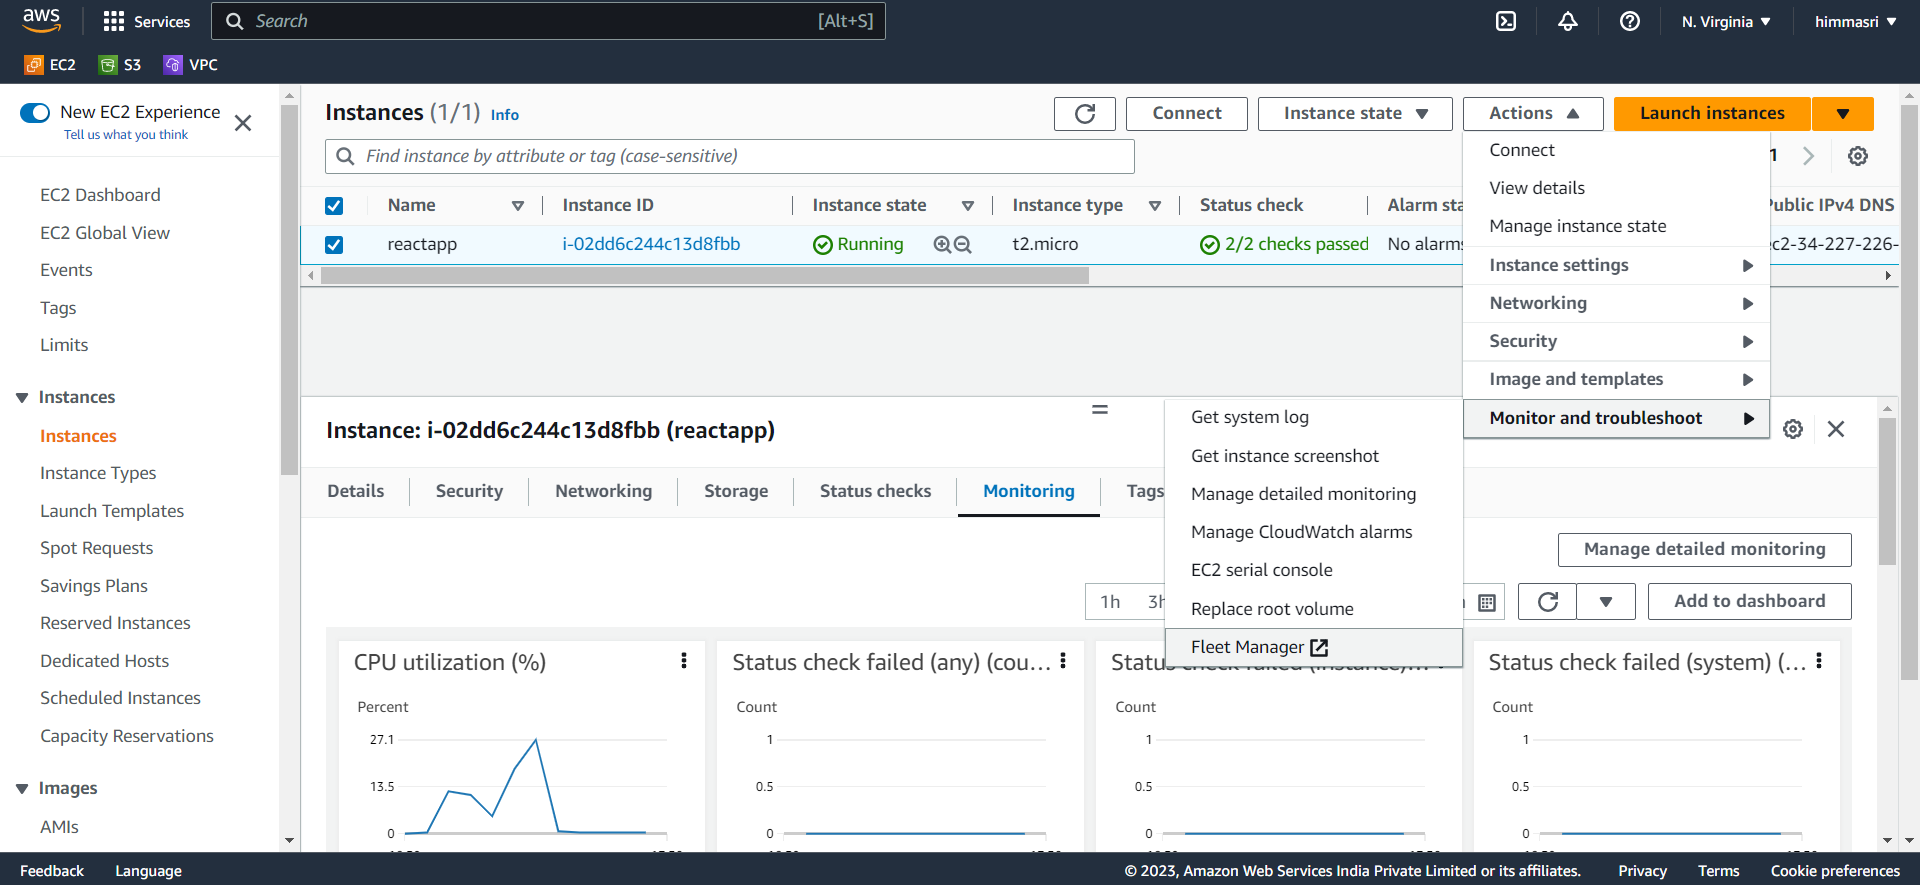 aws
Services
Search
[Alt+S]
N. Virginia
himmasri
EC2
S3
VPC
New EC2 Experience
Tell us what you think
EC2 Dashboard
EC2 Global View
Events
Tags
Limits
Instances
Instances
Instance Types
Launch Templates
Spot Requests
Savings Plans
Reserved Instances
Dedicated Hosts
Scheduled Instances
Capacity Reservations
Images
AMIs
Instances (1/1) Info
Connect
Instance state
Actions
Launch instances
Find instance by attribute or tag (case-sensitive)
1
Name
Instance ID
Instance state
Instance type
Status check
Alarm sta
Public IPv4 DNS
reactapp
i-02dd6c244c13d8fbb
Running
t2.micro
2/2 checks passed
No alarms
ec2-34-227-226-
Connect
View details
Manage instance state
Instance settings
Networking
Security
Image and templates
Monitor and troubleshoot
Get system log
Get instance screenshot
Manage detailed monitoring
Manage CloudWatch alarms
EC2 serial console
Replace root volume
Fleet Manager
Instance: i-02dd6c244c13d8fbb (reactapp)
Details
Security
Networking
Storage
Status checks
Monitoring
Tags
Manage detailed monitoring
1h
3h
Add to dashboard
CPU utilization (%)
Percent
27.1
13.5
0
Status check failed (any) (cou...
Count
1
0.5
0
Status check failed (instance)...
Count
1
0.5
0
Status check failed (system) (...
Count
1
0.5
0
Feedback
Language
© 2023, Amazon Web Services India Private Limited or its affiliates.
Privacy
Terms
Cookie preferences